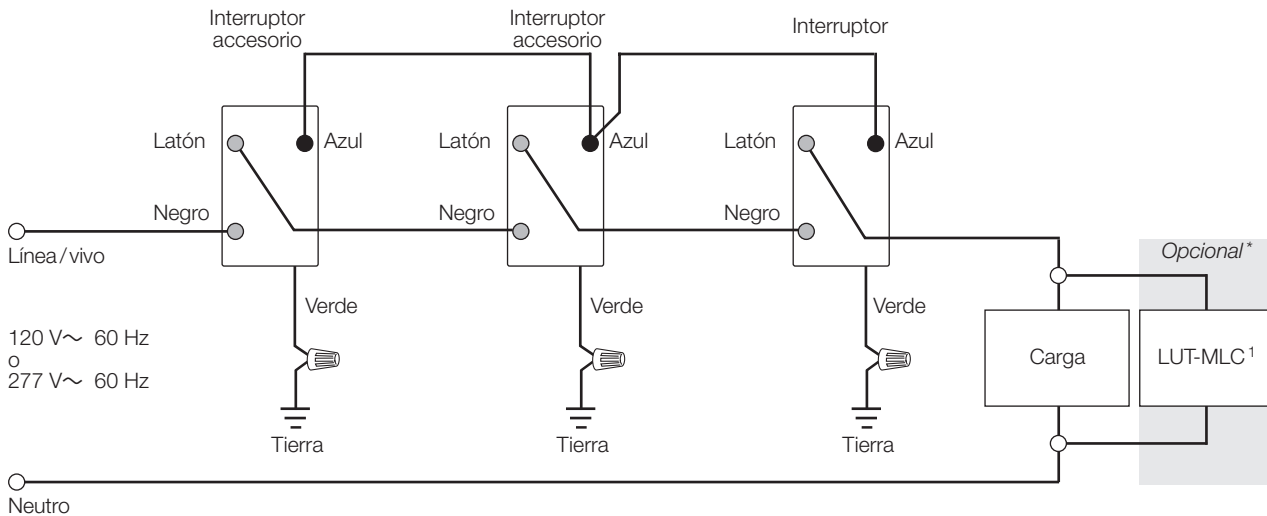 Interruptor
accesorio
Interruptor
accesorio
Interruptor
Latón
Azul
Latón
Azul
Latón
Azul
Negro
Negro
Negro
Línea/vivo
Opcional*
Verde
Verde
Verde
120 V～ 60 Hz
o
277 V～ 60 Hz
Carga
LUT-MLC¹
Tierra
Tierra
Tierra
Neutro